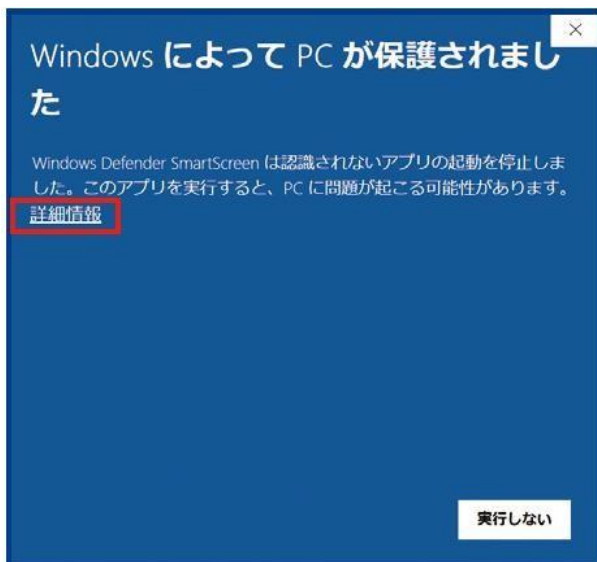 Windows によって PC が保護されまし
た
Windows Defender SmartScreen は認識されないアプリの起動を停止しま
した。このアプリを実行すると、PC に問題が起こる可能性があります。
詳細情報
実行しない